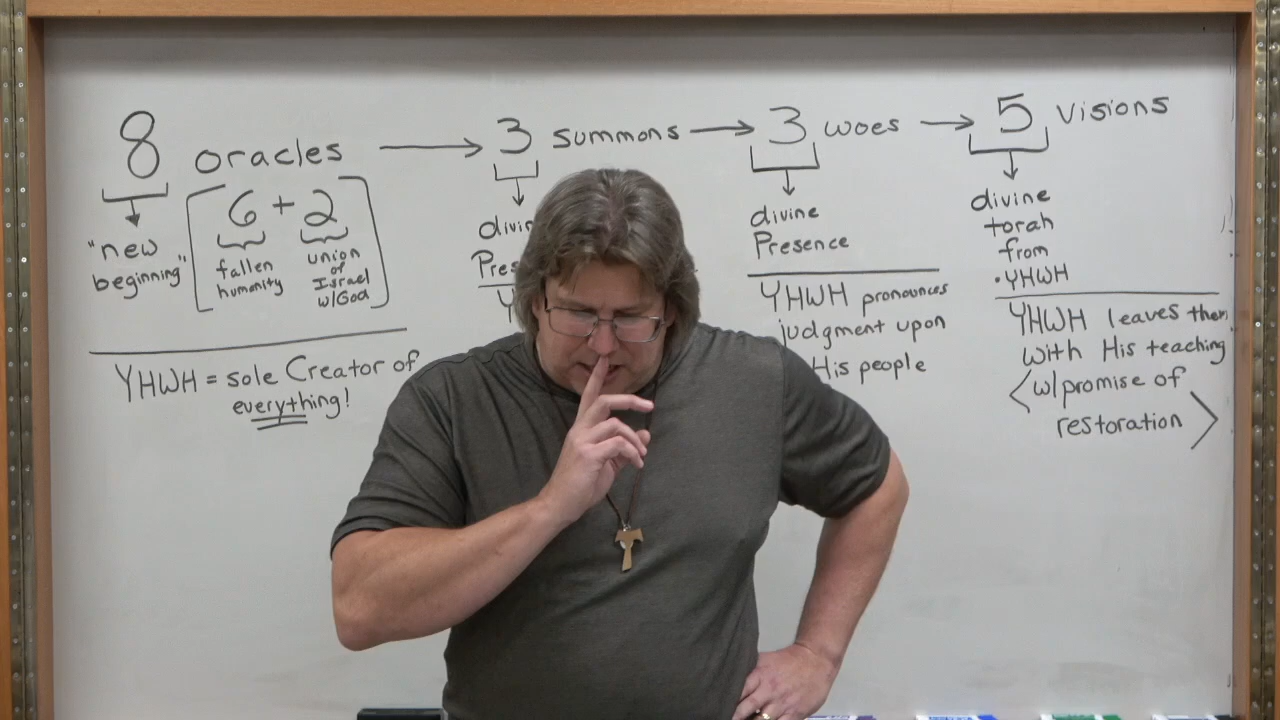 8 oracles → 3 summons → 3 woes → 5 visions
"new
beginning"
[6 + 2]
fallen
humanity
union
of
Israel
w/God
YHWH = sole Creator of
everything!
divine
Presence
YHWH pronounces
judgment upon
His people
divine
torah
from
YHWH
YHWH leaves them
with His teaching
<w/promise of
restoration>